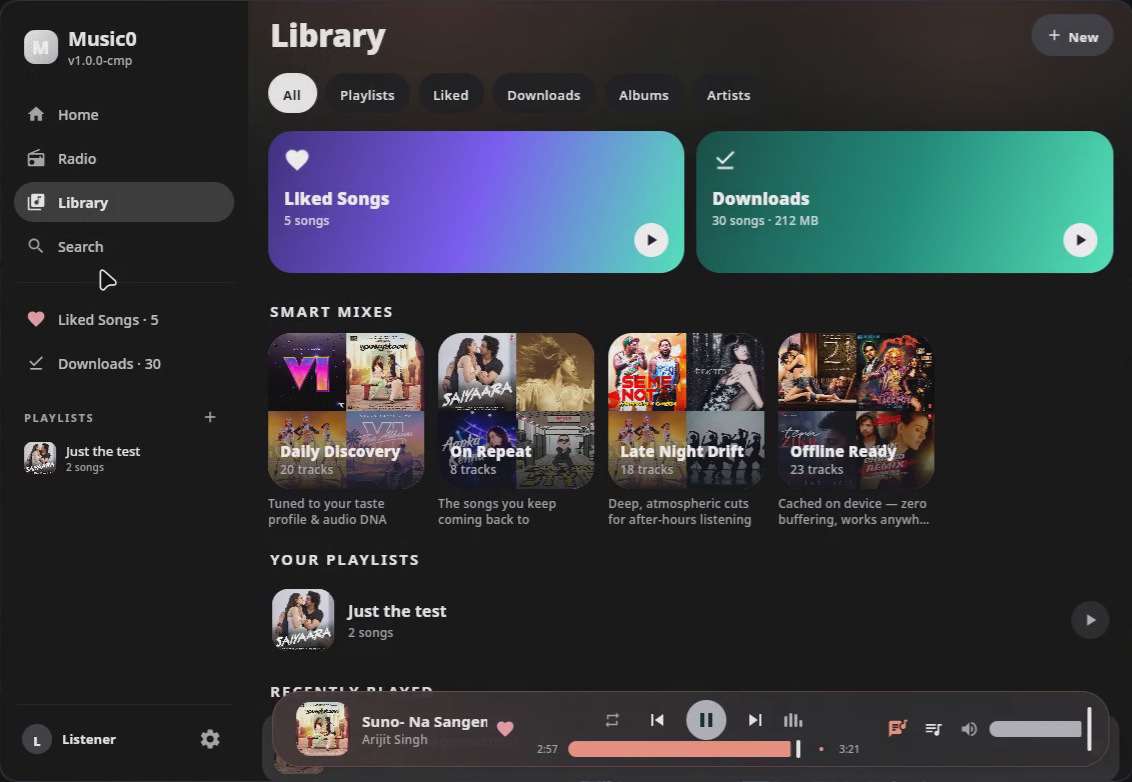 M
Music0
v1.0.0-cmp
Home
Radio
Library
Search
Liked Songs · 5
Downloads · 30
PLAYLISTS
Just the test
2 songs
L
Listener
Library
+ New
All
Playlists
Liked
Downloads
Albums
Artists
Liked Songs
5 songs
Downloads
30 songs · 212 MB
SMART MIXES
VI
Daily Discovery
20 tracks
Tuned to your taste
profile & audio DNA
SAIYAARA
On Repeat
8 tracks
The songs you keep
coming back to
Late Night Drift
18 tracks
Deep, atmospheric cuts
for after-hours listening
Offline Ready
23 tracks
Cached on device — zero
buffering, works anywh...
YOUR PLAYLISTS
SAIYAARA
Just the test
2 songs
RECENTLY PLAYED
Suno- Na Sangen
Arijit Singh
2:57
3:21